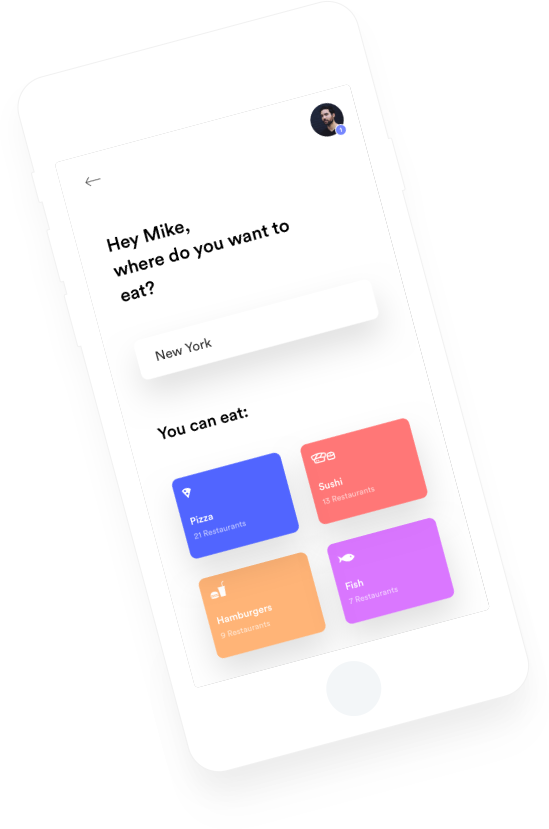 1
Hey Mike,
where do you want to
eat?
New York
You can eat:
Pizza
21 Restaurants
Sushi
13 Restaurants
Hamburgers
9 Restaurants
Fish
7 Restaurants